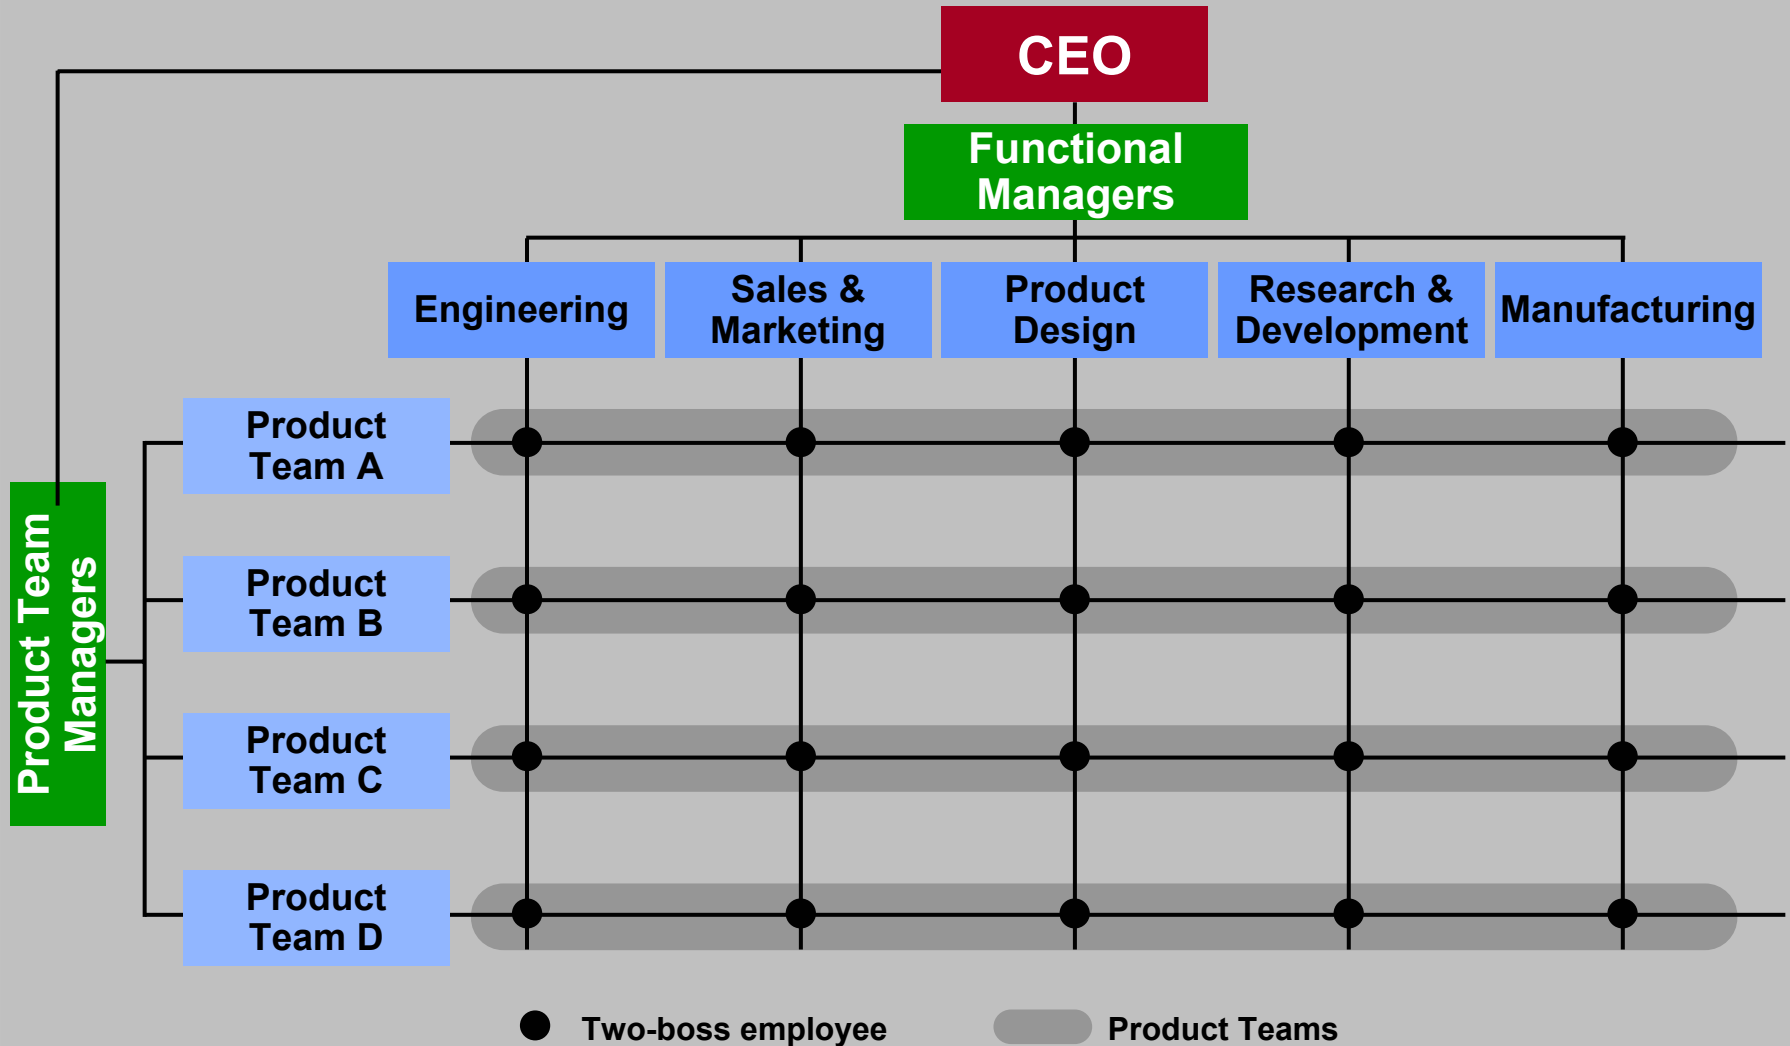 CEO
Functional
Managers
Engineering
Sales &
Marketing
Product
Design
Research &
Development
Manufacturing
Product Team
Managers
Product
Team A
Product
Team B
Product
Team C
Product
Team D
Two-boss employee
Product Teams